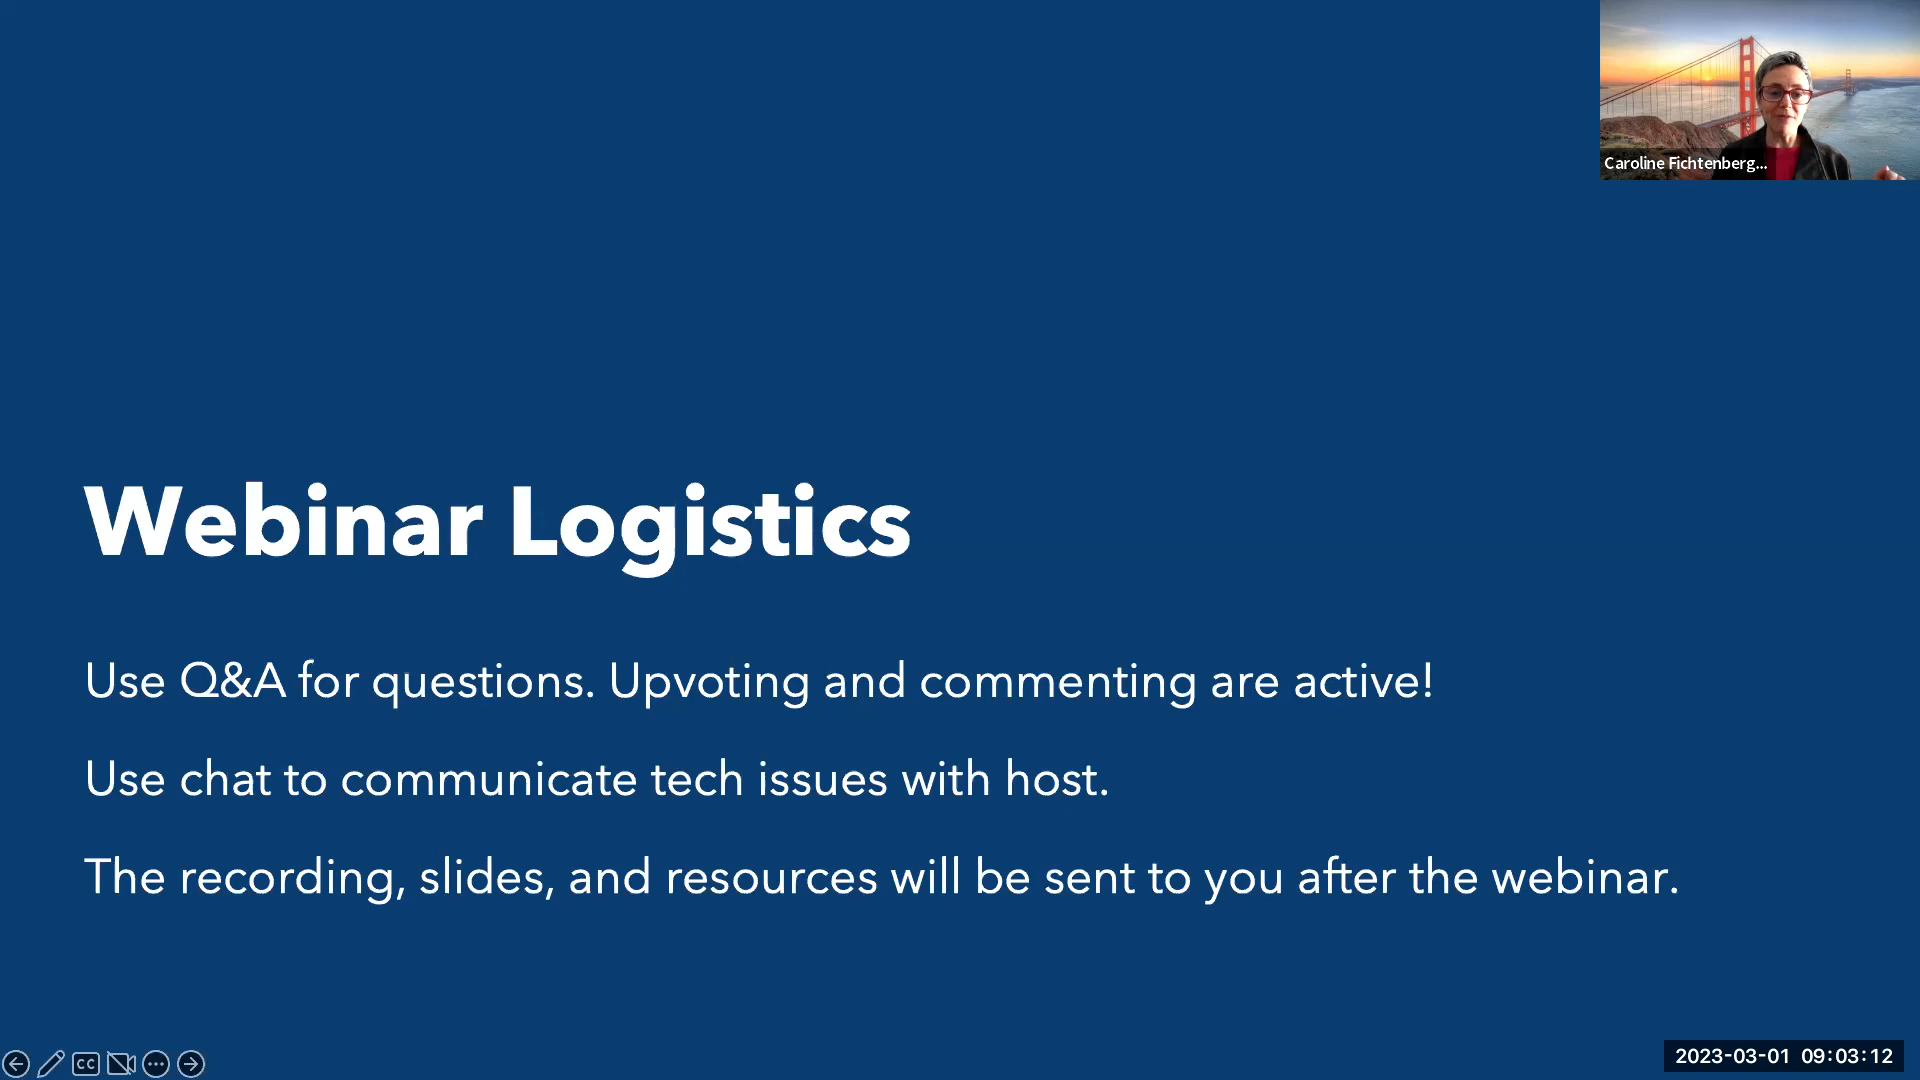 Caroline Fichtenberg...
Webinar Logistics
Use Q&A for questions. Upvoting and commenting are active!
Use chat to communicate tech issues with host.
The recording, slides, and resources will be sent to you after the webinar.
CC
2023-03-01 09:03:12